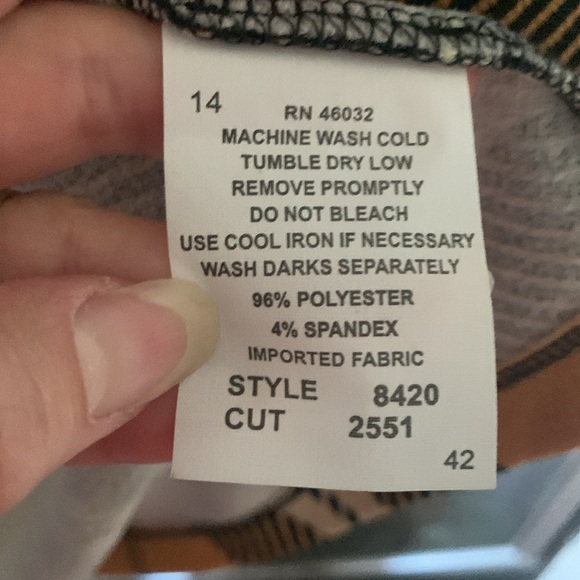 14
RN 46032
MACHINE WASH COLD
TUMBLE DRY LOW
REMOVE PROMPTLY
DO NOT BLEACH
USE COOL IRON IF NECESSARY
WASH DARKS SEPARATELY
96% POLYESTER
4% SPANDEX
IMPORTED FABRIC
STYLE 8420
CUT 2551
42